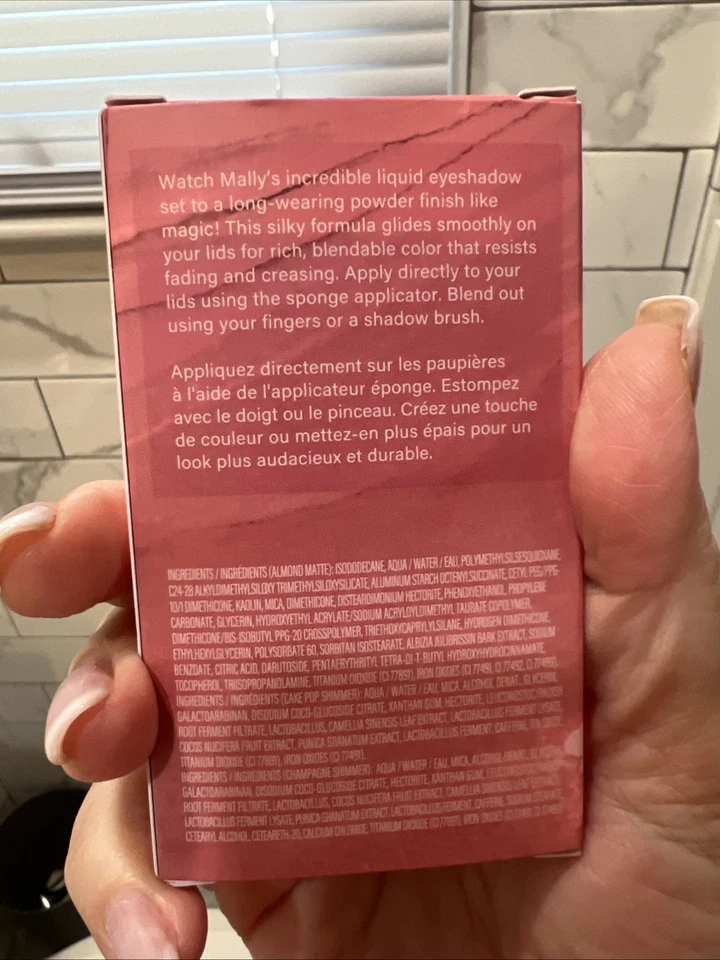 Watch Mally's incredible liquid eyeshadow
set to a long-wearing powder finish like
magic! This silky formula glides smoothly on
your lids for rich, blendable color that resists
fading and creasing. Apply directly to your
lids using the sponge applicator. Blend out
using your fingers or a shadow brush.
Appliquez directement sur les paupières
à l'aide de l'applicateur éponge. Estompez
avec le doigt ou le pinceau. Créez une touche
de couleur ou mettez-en plus épais pour un
look plus audacieux et durable.
INGREDIENTS / INGRÉDIENTS (ALMOND MATTE): ISODODECANE, AQUA / WATER / EAU, POLYMETHYLSILSESQUIOXANE,
C24-28 ALKYLDIMETHYLSILOXY TRIMETHYLSILOXYSILICATE, ALUMINUM STARCH OCTENYLSUCCINATE, CETYL PEG/PPG-
10/1 DIMETHICONE, KAOLIN, MICA, DIMETHICONE, DISTEARDIMONIUM HECTORITE, PHENOXYETHANOL, PROPYLENE
CARBONATE, GLYCERIN, HYDROXYETHYL ACRYLATE/SODIUM ACRYLOYLDIMETHYL TAURATE COPOLYMER,
DIMETHICONE/BIS-ISOBUTYL PPG-20 CROSSPOLYMER, TRIETHOXYCAPRYLYLSILANE, HYDROGEN DIMETHICONE,
ETHYLHEXYLGLYCERIN, POLYSORBATE 60, SORBITAN ISOSTEARATE, ALBIZIA JULIBRISSIN BARK EXTRACT, SODIUM
BENZOATE, CITRIC ACID, DARUTOSIDE, PENTAERYTHRITYL TETRA-DI-T-BUTYL HYDROXYHYDROCINNAMATE,
TOCOPHEROL, TRIISOPROPANOLAMINE, TITANIUM DIOXIDE (CI 77891), IRON OXIDES (CI 77491, CI 77492, CI 77499).
INGREDIENTS / INGRÉDIENTS (CAKE POP SHIMMER): AQUA / WATER / EAU, MICA, ALCOHOL DENAT., GLYCERIN,
GALACTOARABINAN, DISODIUM COCO-GLUCOSIDE CITRATE, XANTHAN GUM, HECTORITE, LEUCONOSTOC/RADISH
ROOT FERMENT FILTRATE, LACTOBACILLUS, CAMELLIA SINENSIS LEAF EXTRACT, LACTOBACILLUS FERMENT LYSATE,
COCOS NUCIFERA FRUIT EXTRACT, PUNICA GRANATUM EXTRACT, LACTOBACILLUS FERMENT, CAFFEINE, TIN OXIDE,
TITANIUM DIOXIDE (CI 77891), IRON OXIDES (CI 77491).
INGREDIENTS / INGRÉDIENTS (CHAMPAGNE SHIMMER): AQUA / WATER / EAU, MICA, ALCOHOL DENAT., GLYCERIN,
GALACTOARABINAN, DISODIUM COCO-GLUCOSIDE CITRATE, HECTORITE, XANTHAN GUM,
ROOT FERMENT FILTRATE, LACTOBACILLUS, COCOS NUCIFERA FRUIT EXTRACT, CAMELLIA SINENSIS LEAF EXTRACT,
LACTOBACILLUS FERMENT LYSATE, PUNICA GRANATUM EXTRACT, LACTOBACILLUS FERMENT, CAFFEINE,
CETEARYL ALCOHOL, CETEARETH-20, CALCIUM CHLORIDE, TITANIUM DIOXIDE (CI 77891), IRON OXIDES (CI 77491,